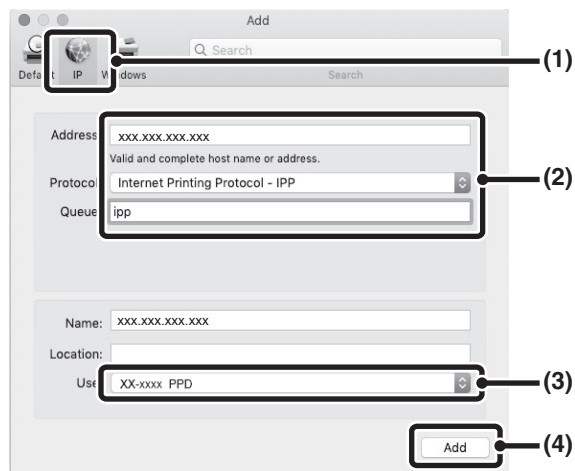 Add
Search
Default IP Windows Search
(1)
Address xxx.xxx.xxx.xxx
Valid and complete host name or address.
Protocol Internet Printing Protocol - IPP
(2)
Queue ipp
Name: xxx.xxx.xxx.xxx
Location:
Use XX-xxxx PPD
(3)
Add
(4)